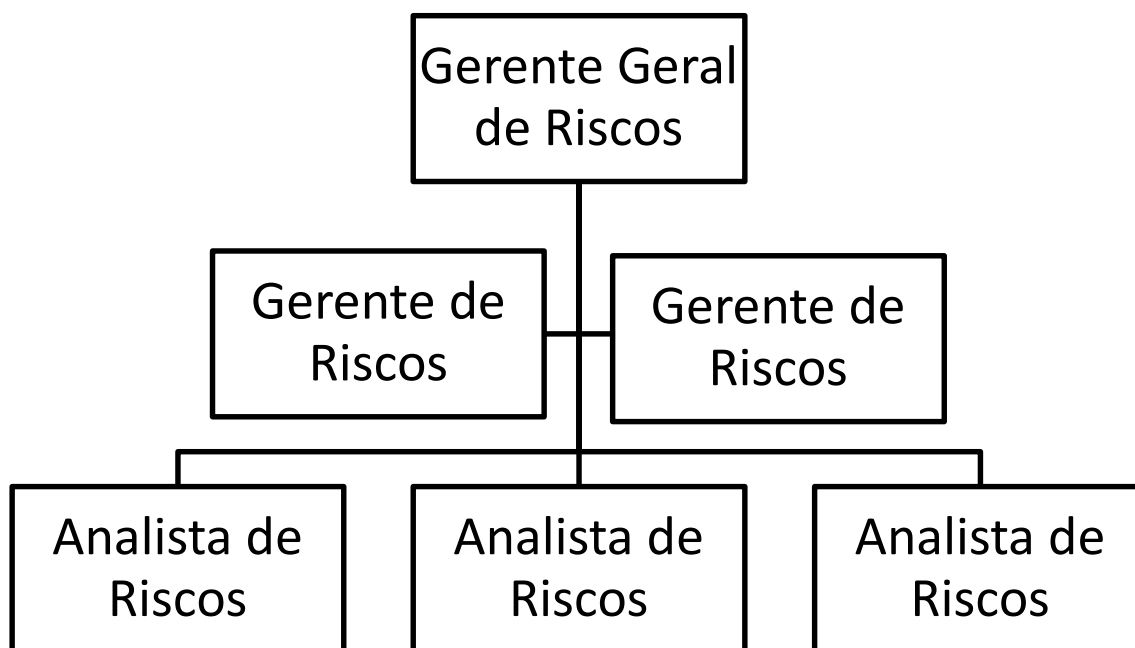 Gerente Geral
de Riscos
Gerente de
Riscos
Gerente de
Riscos
Analista de
Riscos
Analista de
Riscos
Analista de
Riscos